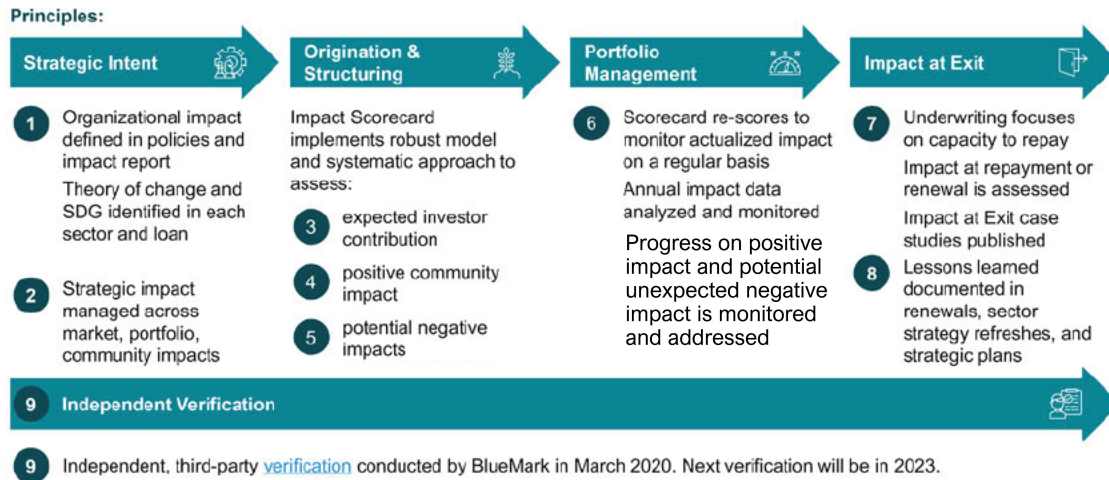 Principles:
Strategic Intent
1
Organizational impact
defined in policies and
impact report
Theory of change and
SDG identified in each
sector and loan
2
Strategic impact
managed across
market, portfolio,
community impacts
Origination &
Structuring
Impact Scorecard
implements robust model
and systematic approach to
assess:
3
expected investor
contribution
4
positive community
impact
5
potential negative
impacts
Portfolio
Management
6
Scorecard re-scores to
monitor actualized impact
on a regular basis
Annual impact data
analyzed and monitored
Progress on positive
impact and potential
unexpected negative
impact is monitored
and addressed
Impact at Exit
7
Underwriting focuses
on capacity to repay
Impact at repayment or
renewal is assessed
Impact at Exit case
studies published
8
Lessons learned
documented in
renewals, sector
strategy refreshes, and
strategic plans
9 Independent Verification
9 Independent, third-party verification conducted by BlueMark in March 2020. Next verification will be in 2023.